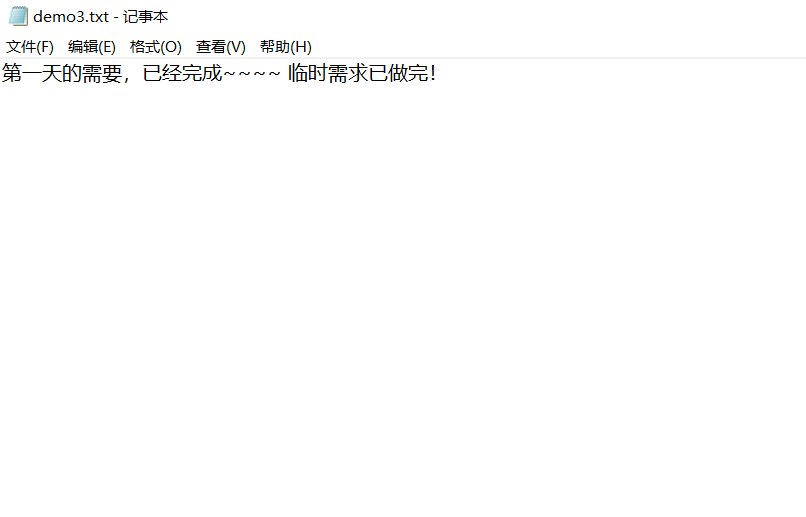 demo3.txt - 记事本
文件(F) 编辑(E) 格式(O) 查看(V) 帮助(H)
第一天的需要，已经完成~~~~ 临时需求已做完！